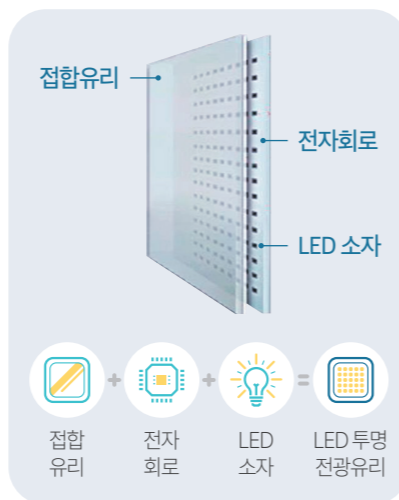 접합유리
전자회로
LED 소자
접합
유리
+
전자
회로
+
LED
소자
=
LED 투명
전광유리